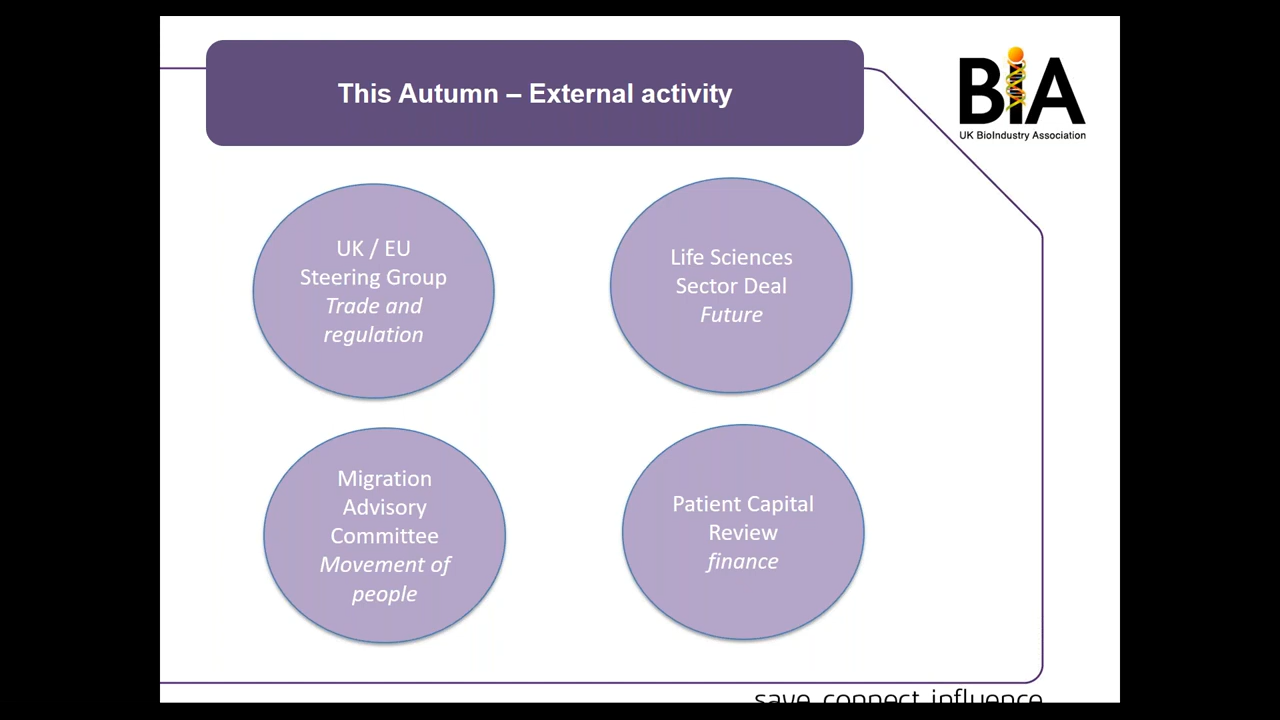 This Autumn – External activity
BIA
UK BioIndustry Association
UK / EU
Steering Group
Trade and
regulation
Life Sciences
Sector Deal
Future
Migration
Advisory
Committee
Movement of
people
Patient Capital
Review
finance
save connect influence